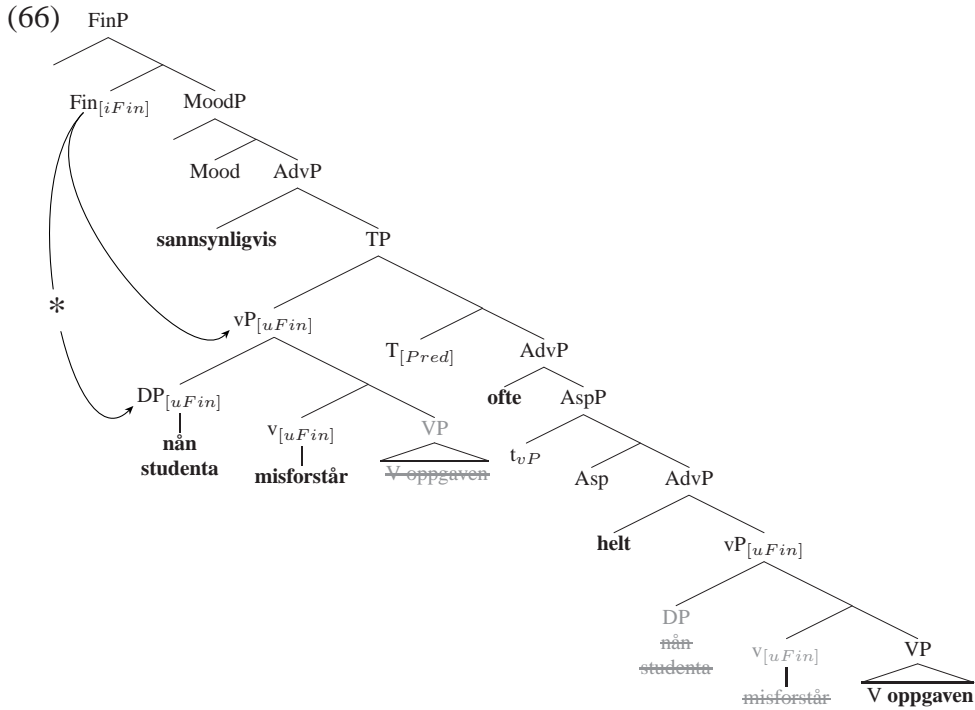 (66) FinP
Fin[iFin] MoodP
Mood AdvP
sannsynligvis TP
*
vP[uFin]
T[Pred] AdvP
DP[uFin] ofte AspP
nån studenta
v[uFin] VP tvP
misforstår V oppgaven Asp AdvP
helt vP[uFin]
DP
nån studenta
v[uFin] VP
misforstår V oppgaven